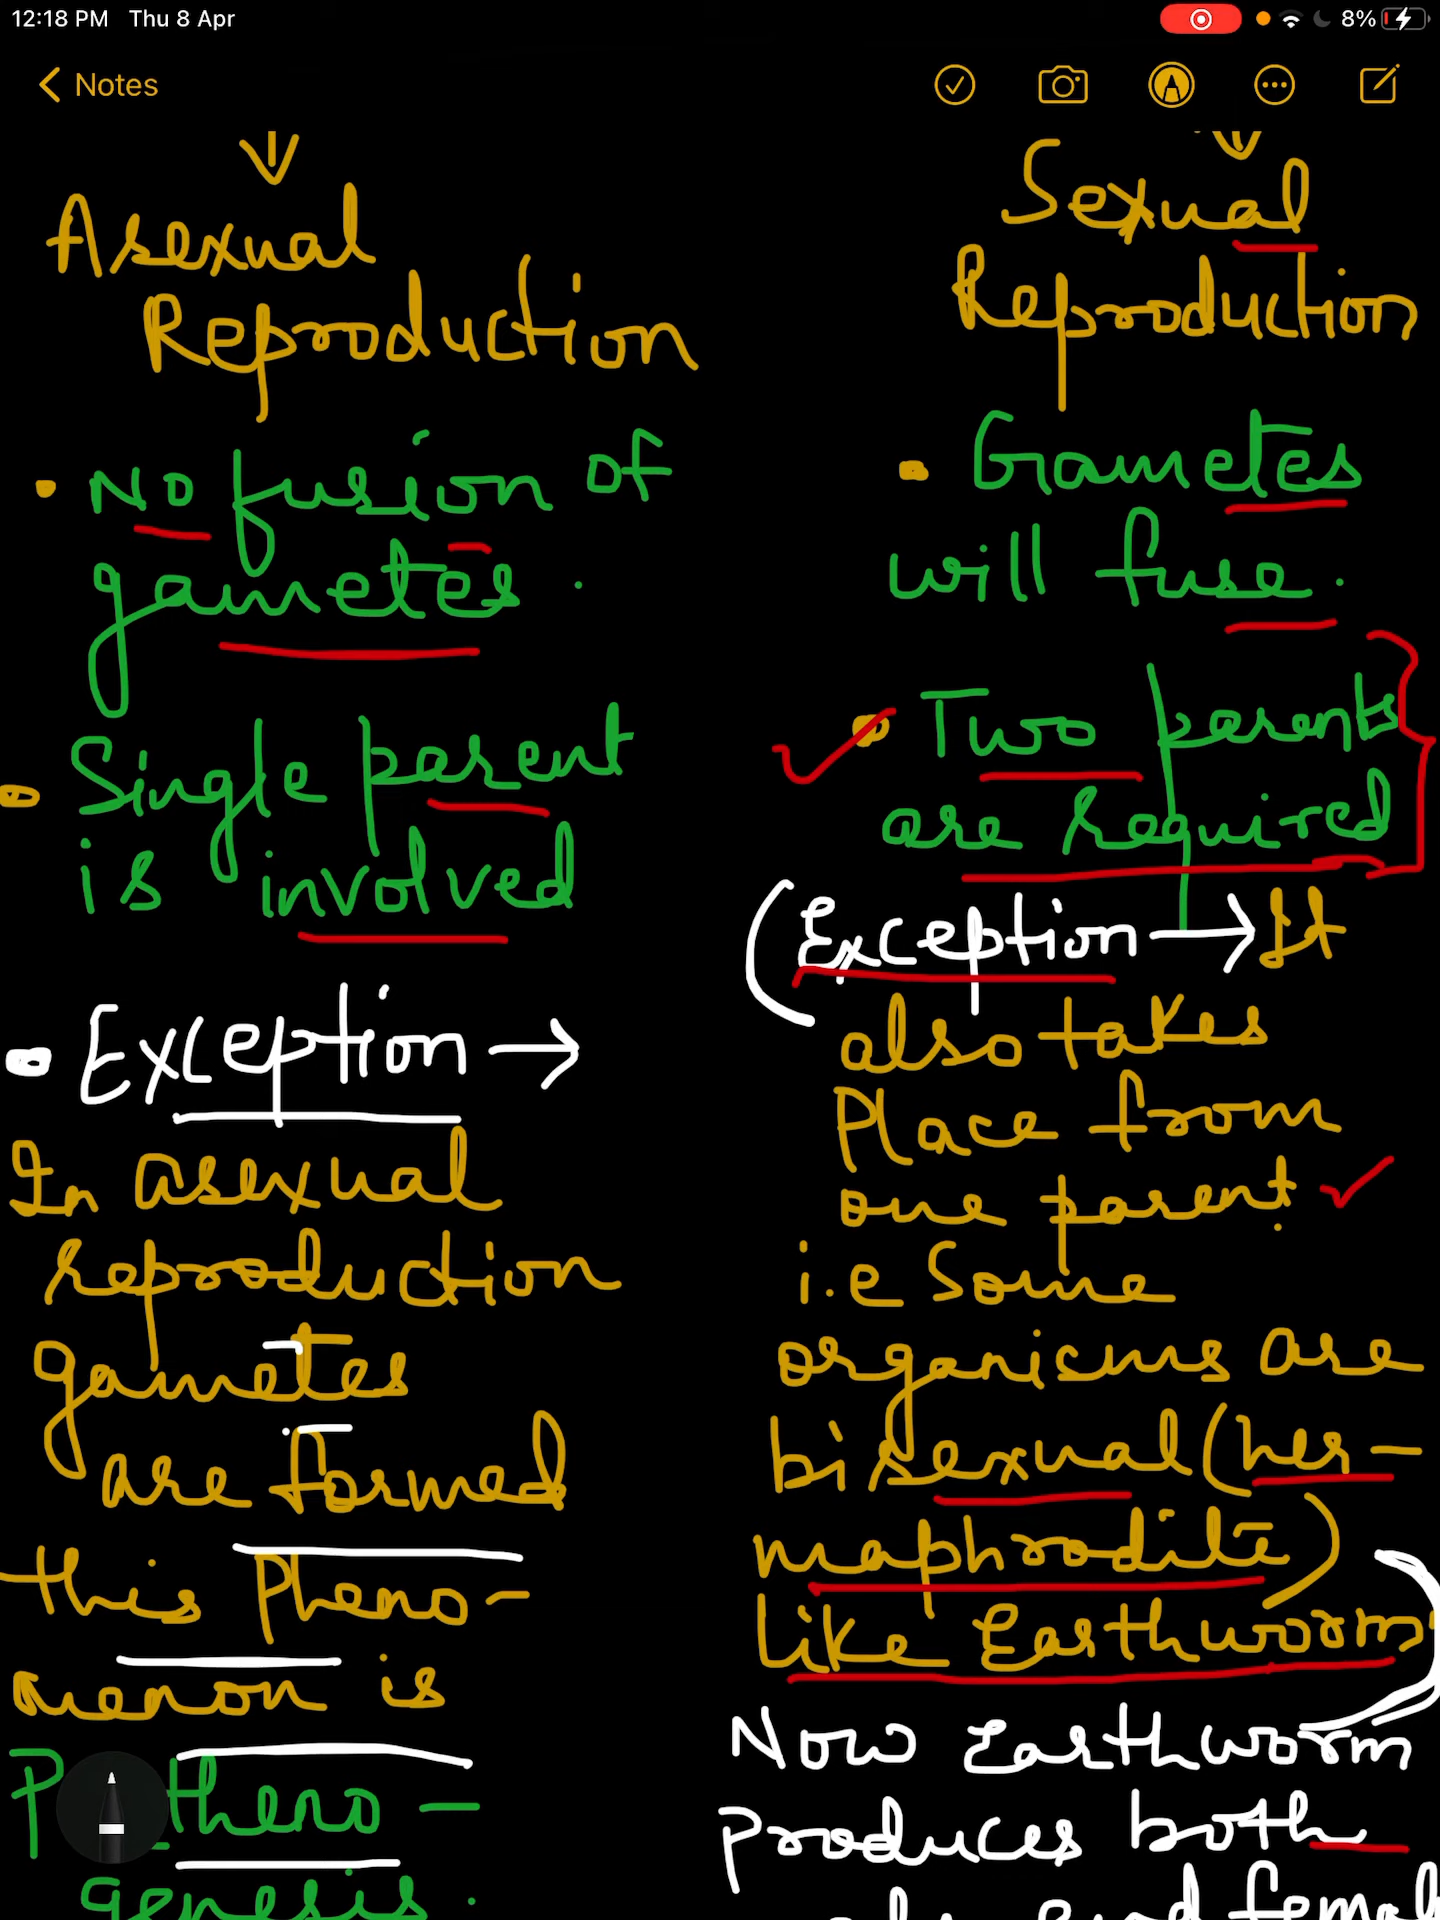 12:18 PM Thu 8 Apr
8%
Notes
Asexual
Reproduction
No fusion of
gametes.
Single parent
is involved
Exception →
In asexual
reproduction
gametes
are formed
this Pheno-
menon is
theno-
genesis.
Sexual
Reproduction
Gametes
will fuse.
Two parents
are required
(Exception → It
also takes
Place from
one parent.
i.e Some
organisms are
bisexual (her-
maphrodite)
like Earthworm)
Now Earthworm
produces both
and